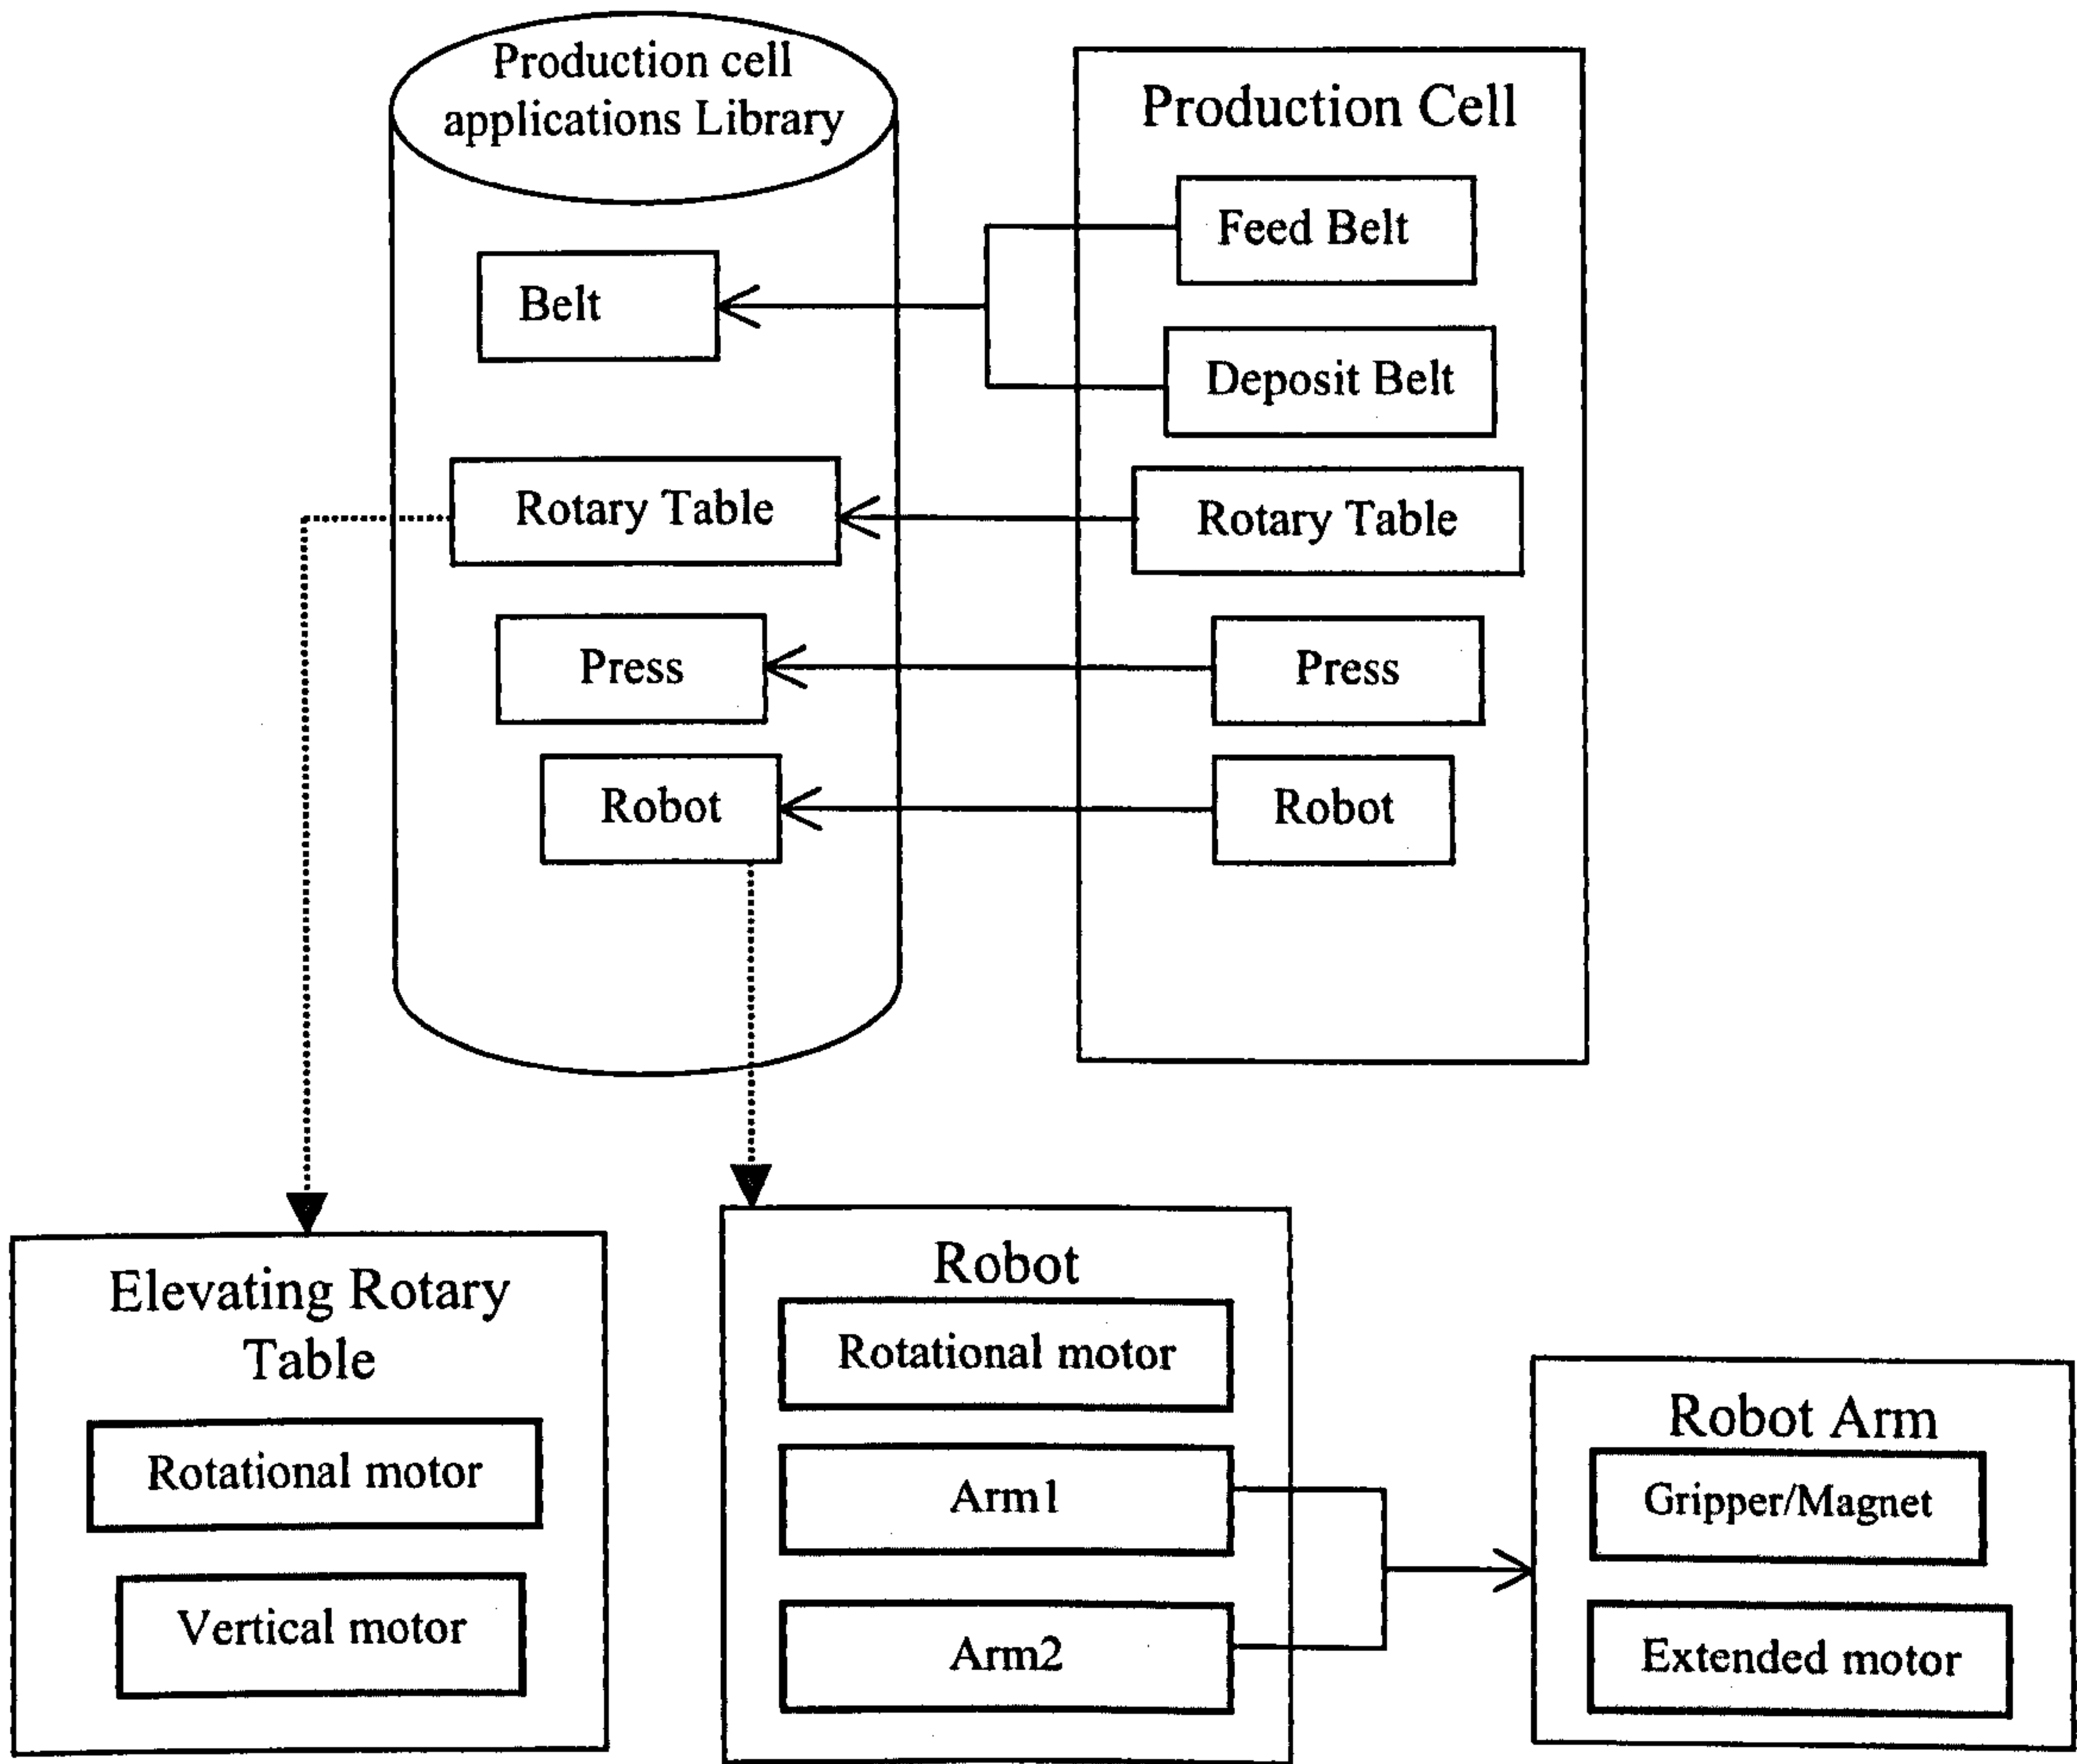 Production cell
applications Library
Belt
Rotary Table
Press
Robot
Production Cell
Feed Belt
Deposit Belt
Rotary Table
Press
Robot
Elevating Rotary
Table
Rotational motor
Vertical motor
Robot
Rotational motor
Arm1
Arm2
Robot Arm
Gripper/Magnet
Extended motor